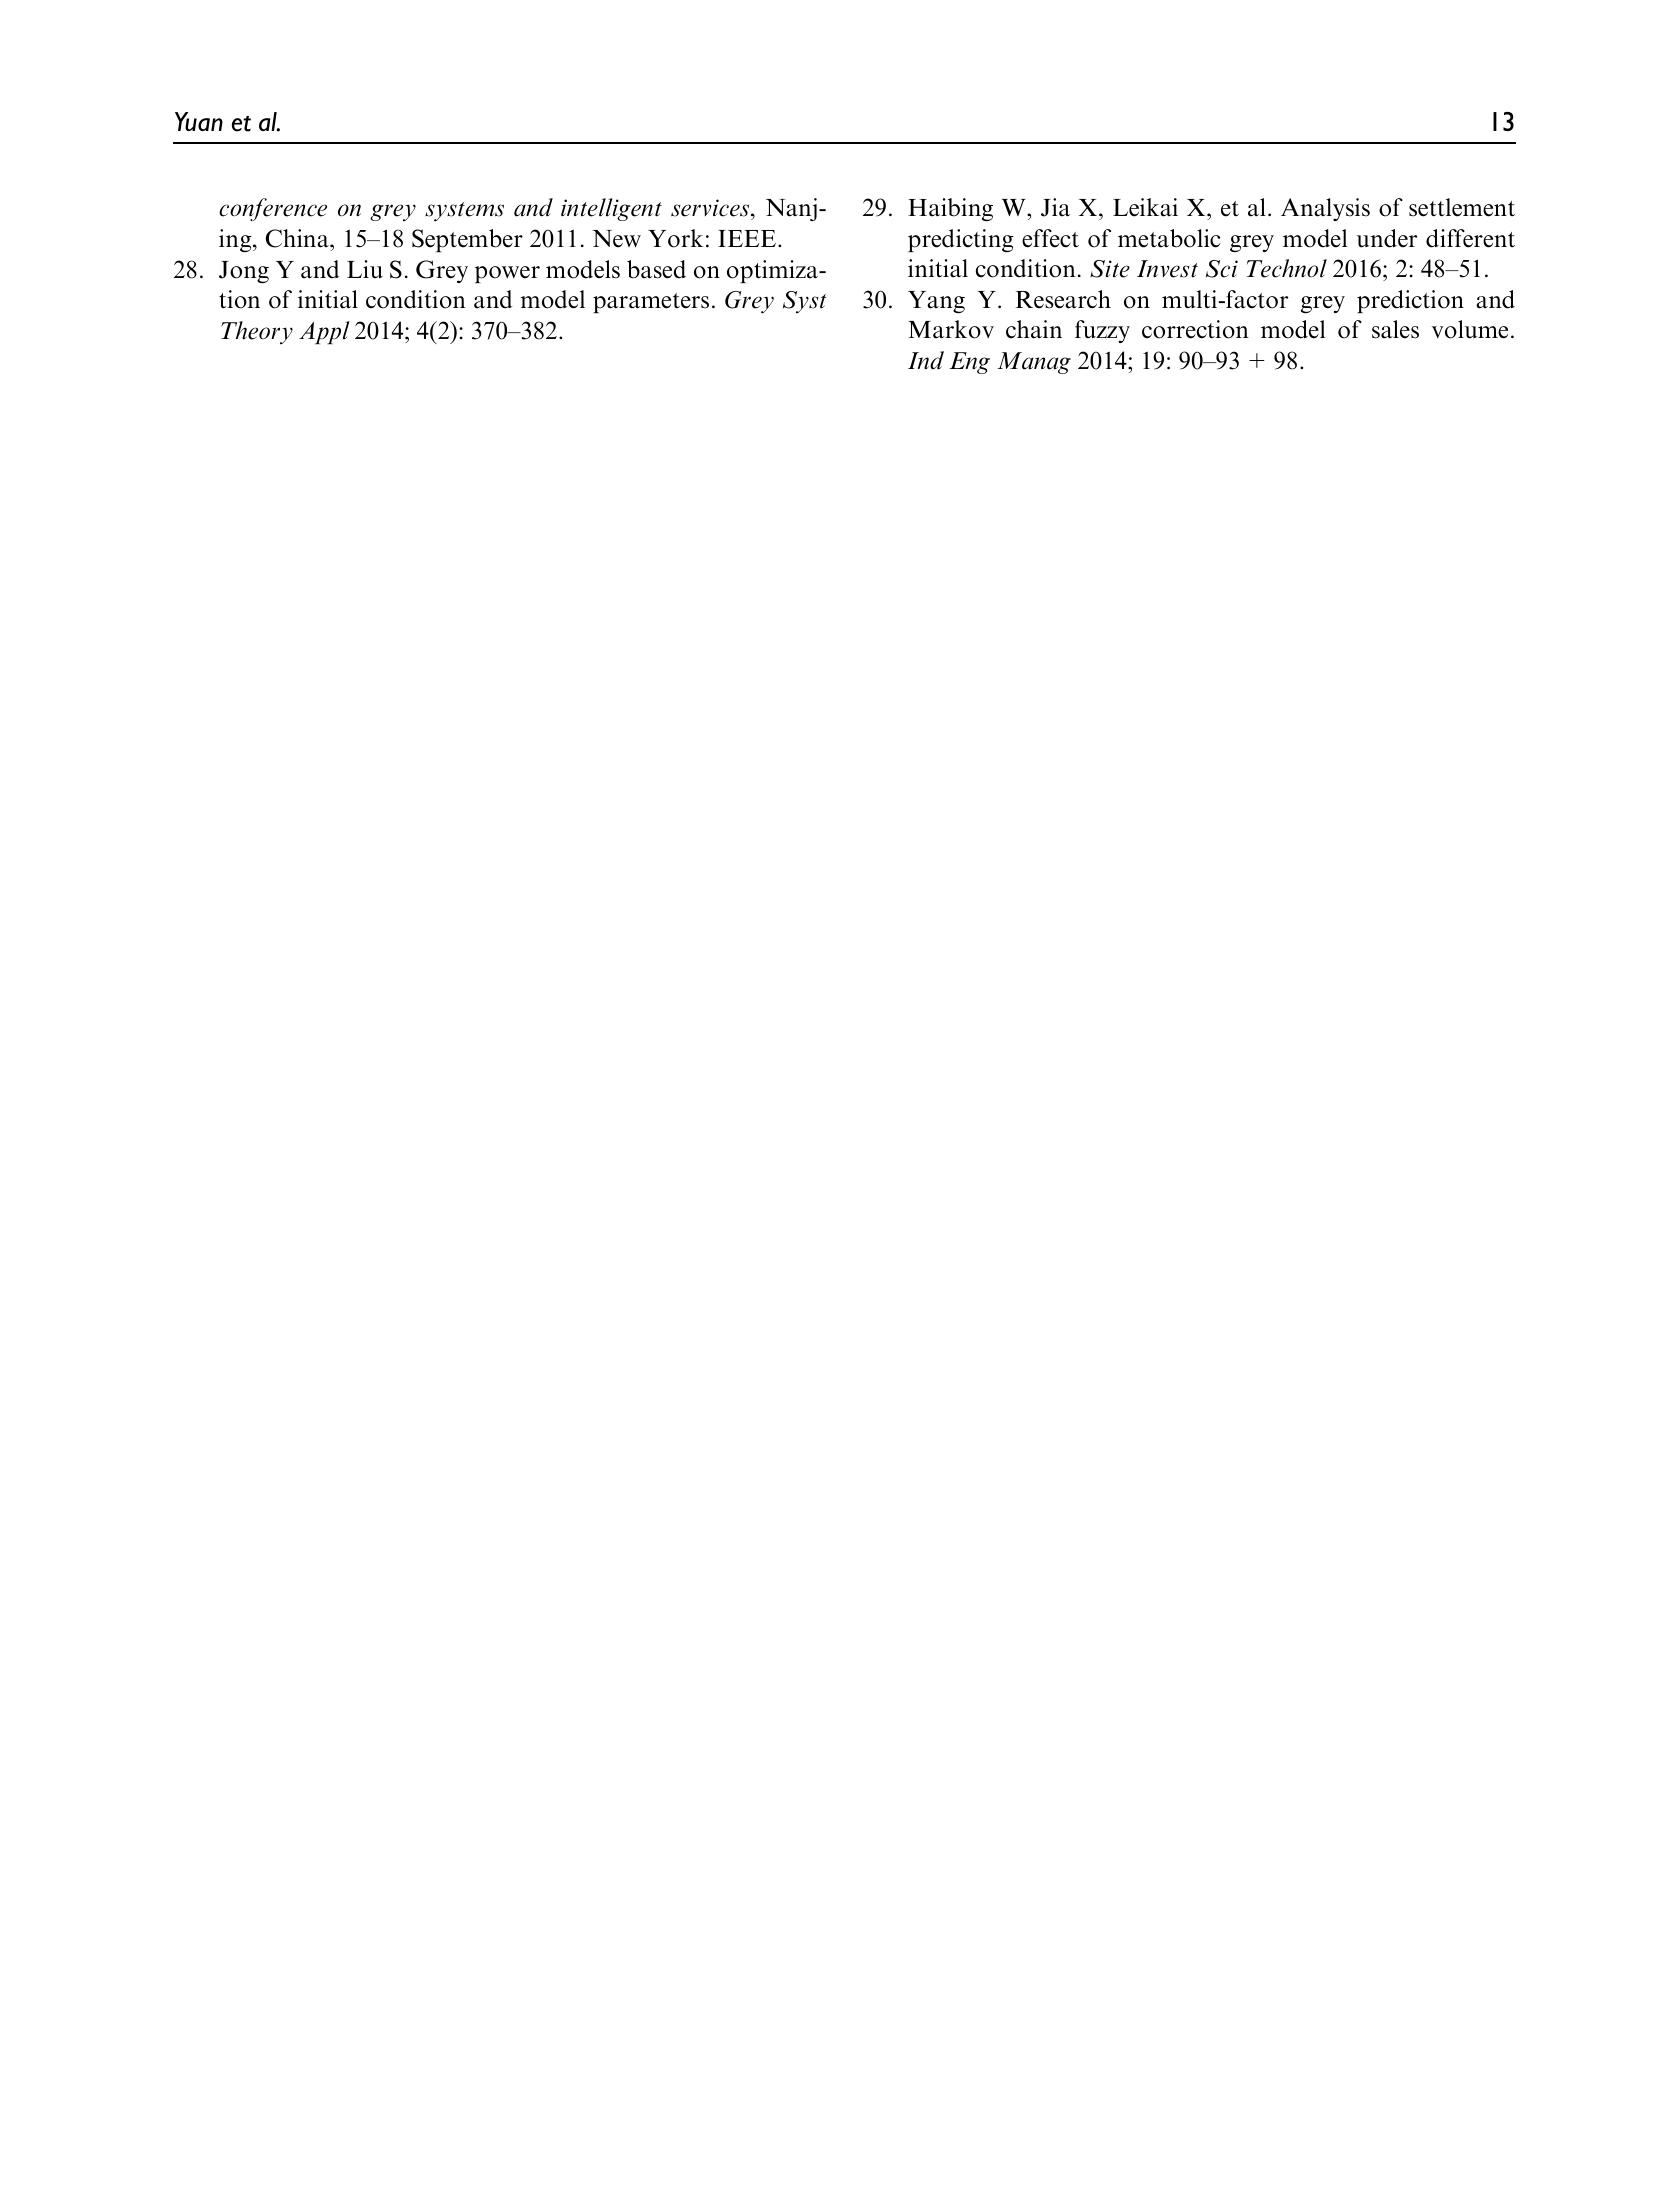 Yuan et al. 13
conference on grey systems and intelligent services, Nanj-
ing, China, 15–18 September 2011. New York: IEEE.
28. Jong Y and Liu S. Grey power models based on optimiza-
tion of initial condition and model parameters. Grey Syst
Theory Appl 2014; 4(2): 370–382.
29. Haibing W, Jia X, Leikai X, et al. Analysis of settlement
predicting effect of metabolic grey model under different
initial condition. Site Invest Sci Technol 2016; 2: 48–51.
30. Yang Y. Research on multi-factor grey prediction and
Markov chain fuzzy correction model of sales volume.
Ind Eng Manag 2014; 19: 90–93 + 98.